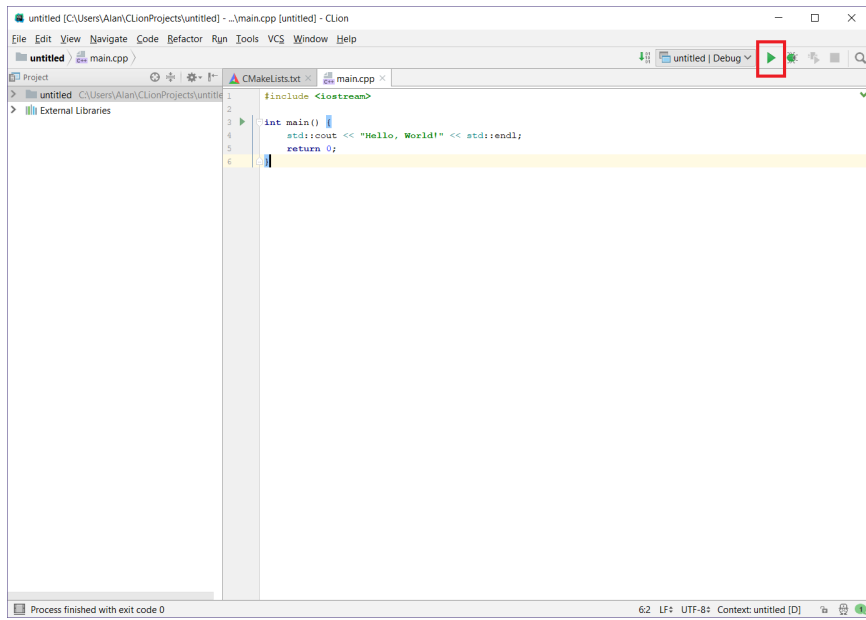 untitled [C:\Users\Alan\CLionProjects\untitled] - ...\main.cpp [untitled] - CLion
File Edit View Navigate Code Refactor Run Tools VCS Window Help
untitled main.cpp untitled | Debug
Project CMakeLists.txt main.cpp
untitled C:\Users\Alan\CLionProjects\untitle
External Libraries
1 #include <iostream>
2
3 int main() {
4 std::cout << "Hello, World!" << std::endl;
5 return 0;
6 }
Process finished with exit code 0 6:2 LF UTF-8 Context: untitled [D] 1